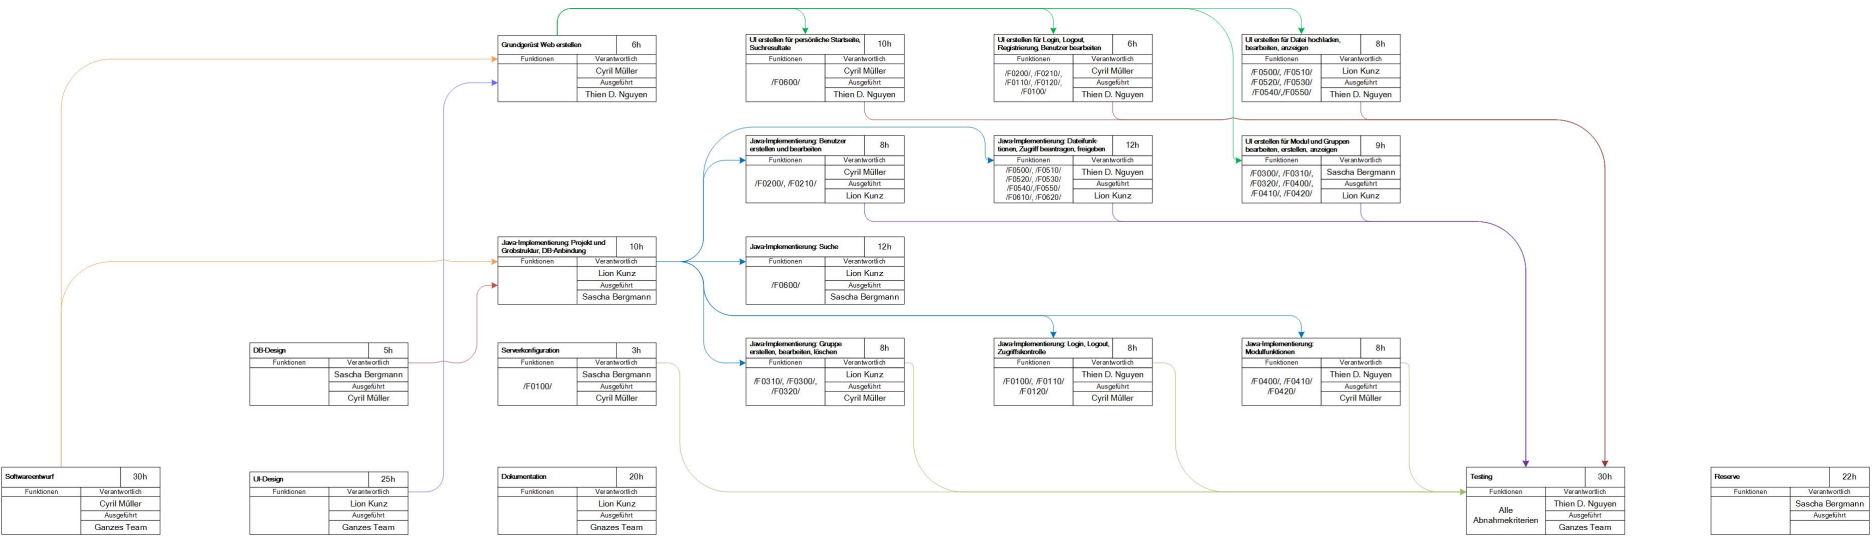 Grundgerüst Web erstellen 6h
Funktionen Verantwortlich
Cyril Müller
Ausgeführt
Thien D. Nguyen
UI erstellen für persönliche Startseite,
Suchresultate 10h
Funktionen Verantwortlich
/F0600/
Cyril Müller
Ausgeführt
Thien D. Nguyen
UI erstellen für Login, Logout,
Registrierung, Benutzer bearbeiten 6h
Funktionen Verantwortlich
/F0200/, /F0210/,
/F0110/, /F0120/,
/F0100/
Cyril Müller
Ausgeführt
Thien D. Nguyen
UI erstellen für Datei hochladen,
bearbeiten, anzeigen 8h
Funktionen Verantwortlich
/F0500/, /F0510/
/F0520/, /F0530/
/F0540/,/F0550/
Lion Kunz
Ausgeführt
Thien D. Nguyen
Java-Implementierung: Benutzer
erstellen und bearbeiten 8h
Funktionen Verantwortlich
/F0200/, /F0210/
Cyril Müller
Ausgeführt
Lion Kunz
Java-Implementierung: Dateifunk-
tionen, Zugriff beantragen, freigeben 12h
Funktionen Verantwortlich
/F0500/, /F0510/
/F0520/, /F0530/
/F0540/,/F0550/
/F0610/, /F0620/
Thien D. Nguyen
Ausgeführt
Lion Kunz
UI erstellen für Modul und Gruppen
bearbeiten, erstellen, anzeigen 9h
Funktionen Verantwortlich
/F0300/, /F0310/,
/F0320/, /F0400/,
/F0410/, /F0420/
Sascha Bergmann
Ausgeführt
Lion Kunz
Java-Implementierung: Projekt und
Grobstruktur, DB-Anbindung 10h
Funktionen Verantwortlich
Lion Kunz
Ausgeführt
Sascha Bergmann
Java-Implementierung: Suche 12h
Funktionen Verantwortlich
/F0600/
Lion Kunz
Ausgeführt
Sascha Bergmann
DB-Design 5h
Funktionen Verantwortlich
Sascha Bergmann
Ausgeführt
Cyril Müller
Serverkonfiguration 3h
Funktionen Verantwortlich
/F0100/
Sascha Bergmann
Ausgeführt
Cyril Müller
Java-Implementierung: Gruppe
erstellen, bearbeiten, löschen 8h
Funktionen Verantwortlich
/F0310/, /F0300/,
/F0320/
Lion Kunz
Ausgeführt
Cyril Müller
Java-Implementierung: Login, Logout,
Zugriffskontrolle 8h
Funktionen Verantwortlich
/F0100/, /F0110/
/F0120/
Thien D. Nguyen
Ausgeführt
Cyril Müller
Java-Implementierung:
Modulfunktionen 8h
Funktionen Verantwortlich
/F0400/, /F0410/
/F0420/
Thien D. Nguyen
Ausgeführt
Cyril Müller
Softwareentwurf 30h
Funktionen Verantwortlich
Cyril Müller
Ausgeführt
Ganzes Team
UI-Design 25h
Funktionen Verantwortlich
Lion Kunz
Ausgeführt
Ganzes Team
Dokumentation 20h
Funktionen Verantwortlich
Lion Kunz
Ausgeführt
Gnazes Team
Testing 30h
Funktionen Verantwortlich
Alle
Abnahmekriterien
Thien D. Nguyen
Ausgeführt
Ganzes Team
Reserve 22h
Funktionen Verantwortlich
Sascha Bergmann
Ausgeführt